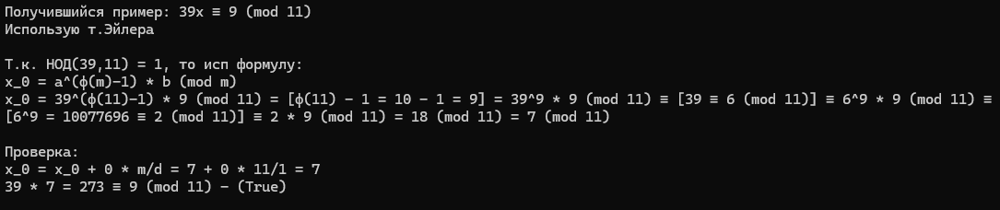 Получившийся пример: 39x ≡ 9 (mod 11)
Использую т.Эйлера
Т.к. НОД(39,11) = 1, то исп формулу:
x_0 = a^(ϕ(m)-1) * b (mod m)
x_0 = 39^(ϕ(11)-1) * 9 (mod 11) = [ϕ(11) - 1 = 10 - 1 = 9] = 39^9 * 9 (mod 11) ≡ [39 ≡ 6 (mod 11)] ≡ 6^9 * 9 (mod 11) ≡
[6^9 = 10077696 ≡ 2 (mod 11)] ≡ 2 * 9 (mod 11) = 18 (mod 11) = 7 (mod 11)
Проверка:
x_0 = x_0 + 0 * m/d = 7 + 0 * 11/1 = 7
39 * 7 = 273 ≡ 9 (mod 11) - (True)